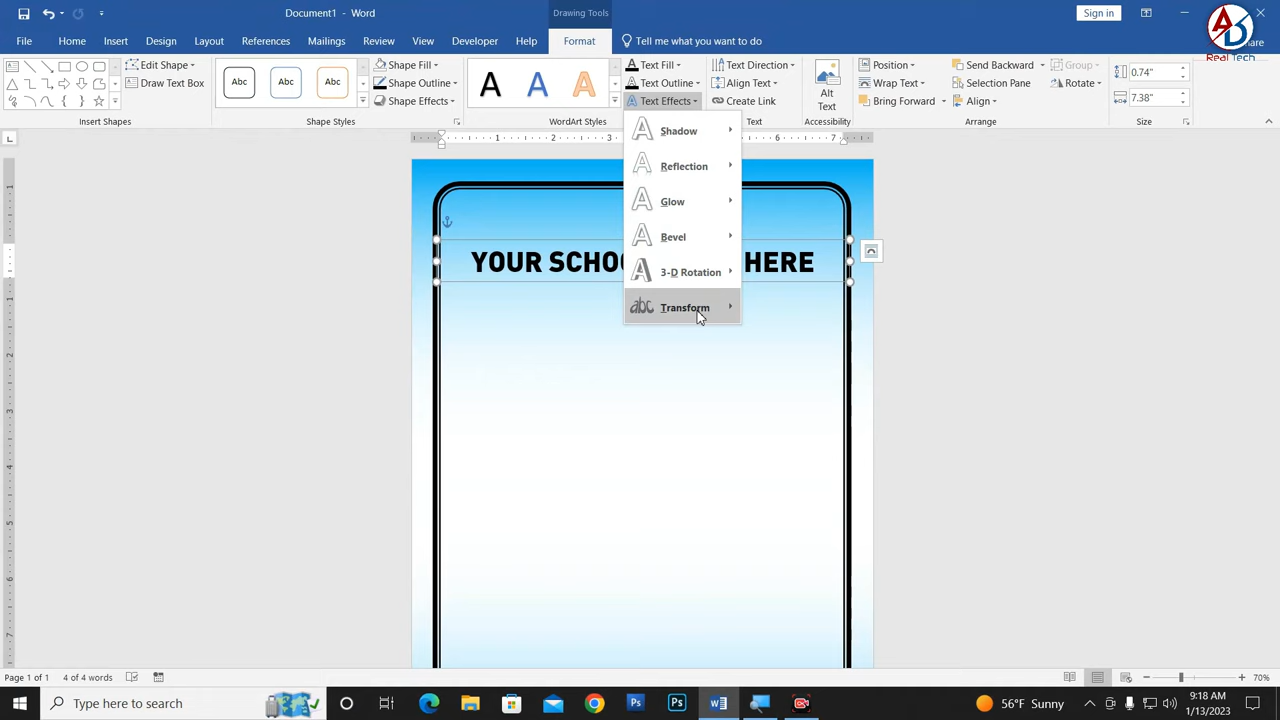 Document1 - Word
Drawing Tools
Sign in
File
Home
Insert
Design
Layout
References
Mailings
Review
View
Developer
Help
Format
Tell me what you want to do
Real Tech
Edit Shape
Draw Text Box
Insert Shapes
Abc
Abc
Abc
Shape Fill
Shape Outline
Shape Effects
Shape Styles
A
A
A
WordArt Styles
Text Fill
Text Outline
Text Effects
Text Direction
Align Text
Create Link
Text
Alt
Text
Accessibility
Position
Wrap Text
Bring Forward
Send Backward
Selection Pane
Align
Group
Rotate
Arrange
0.74"
7.38"
Size
Shadow
Reflection
Glow
Bevel
3-D Rotation
abc Transform
YOUR SCHOO HERE
Page 1 of 1
4 of 4 words
70%
Type here to search
56°F Sunny
9:18 AM
1/13/2023